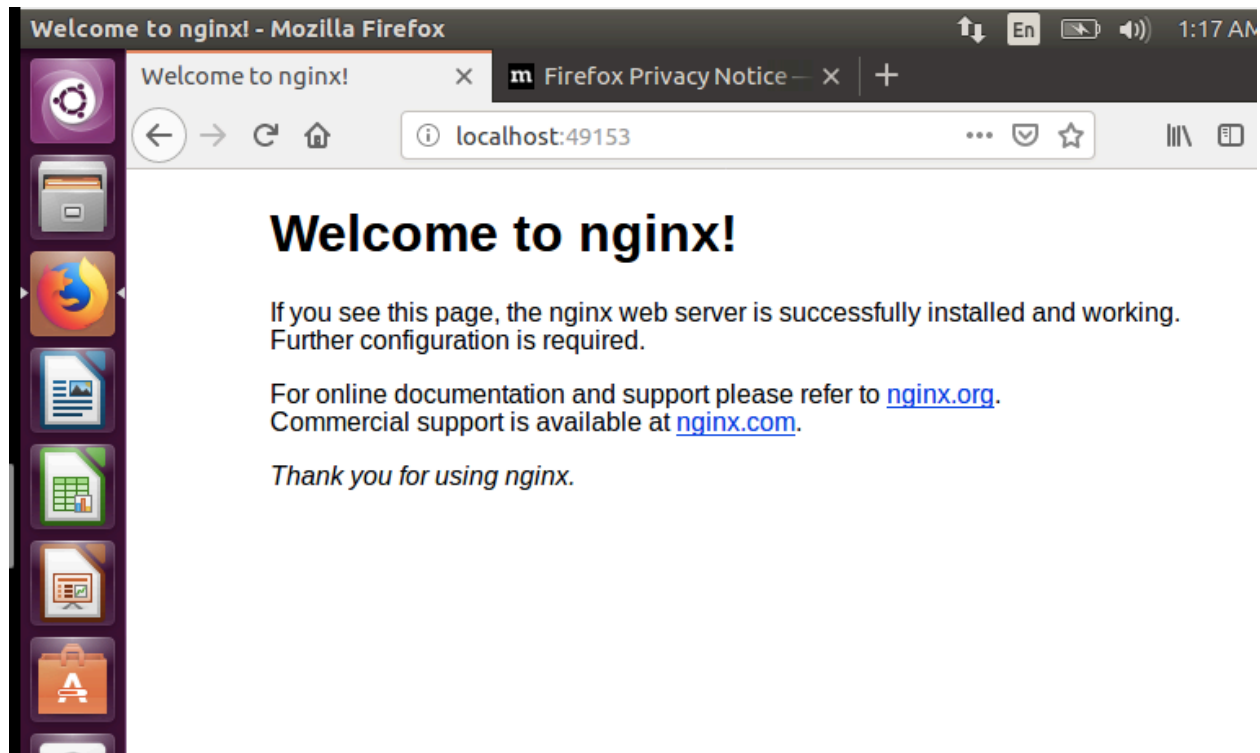 Welcome to nginx! - Mozilla Firefox
En
1:17 AM
Welcome to nginx!
m Firefox Privacy Notice —
localhost:49153
Welcome to nginx!
If you see this page, the nginx web server is successfully installed and working.
Further configuration is required.
For online documentation and support please refer to nginx.org.
Commercial support is available at nginx.com.
Thank you for using nginx.